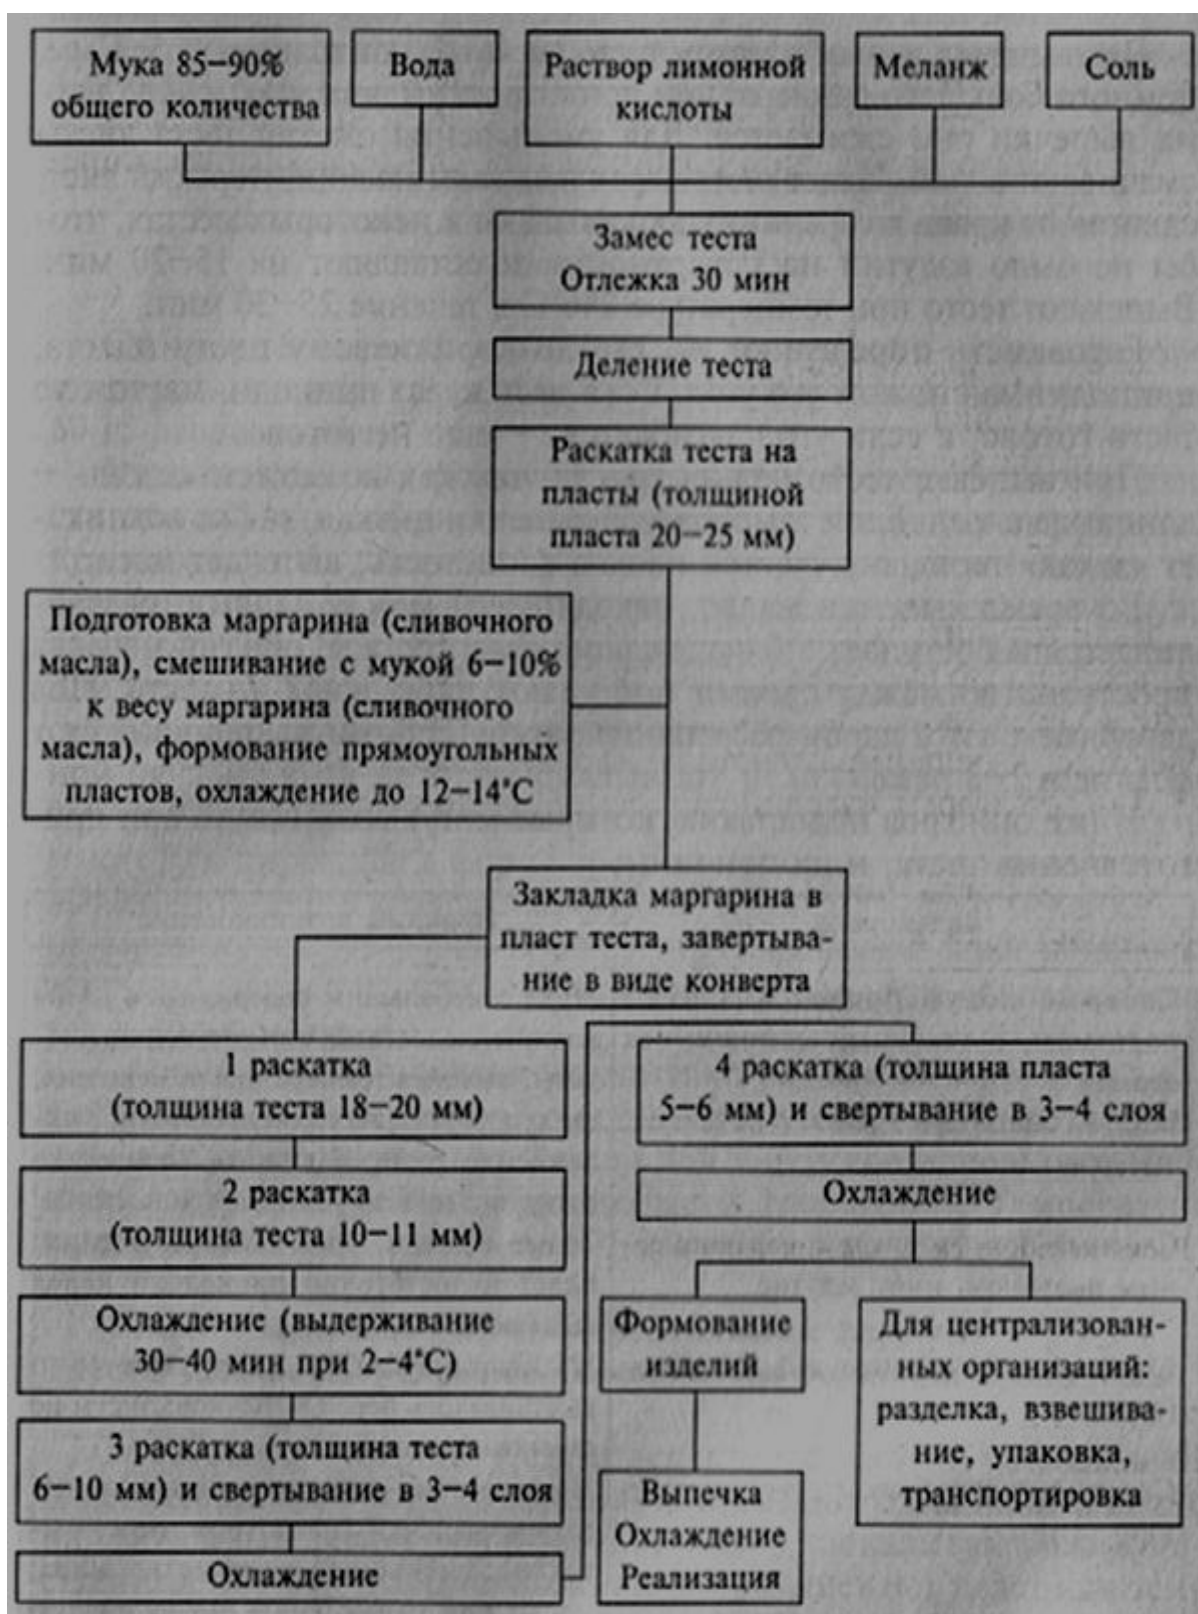 Мука 85–90%
общего количества
Вода
Раствор лимонной
кислоты
Меланж
Соль
Замес теста
Отлежка 30 мин
Деление теста
Раскатка теста на
пласты (толщиной
пласта 20–25 мм)
Подготовка маргарина (сливочного
масла), смешивание с мукой 6–10%
к весу маргарина (сливочного
масла), формование прямоугольных
пластов, охлаждение до 12–14°С
Закладка маргарина в
пласт теста, завертыва-
ние в виде конверта
1 раскатка
(толщина теста 18–20 мм)
2 раскатка
(толщина теста 10–11 мм)
Охлаждение (выдерживание
30–40 мин при 2–4°С)
3 раскатка (толщина теста
6–10 мм) и свертывание в 3–4 слоя
Охлаждение
4 раскатка (толщина пласта
5–6 мм) и свертывание в 3–4 слоя
Охлаждение
Формование
изделий
Выпечка
Охлаждение
Реализация
Для централизован-
ных организаций:
разделка, взвешива-
ние, упаковка,
транспортировка